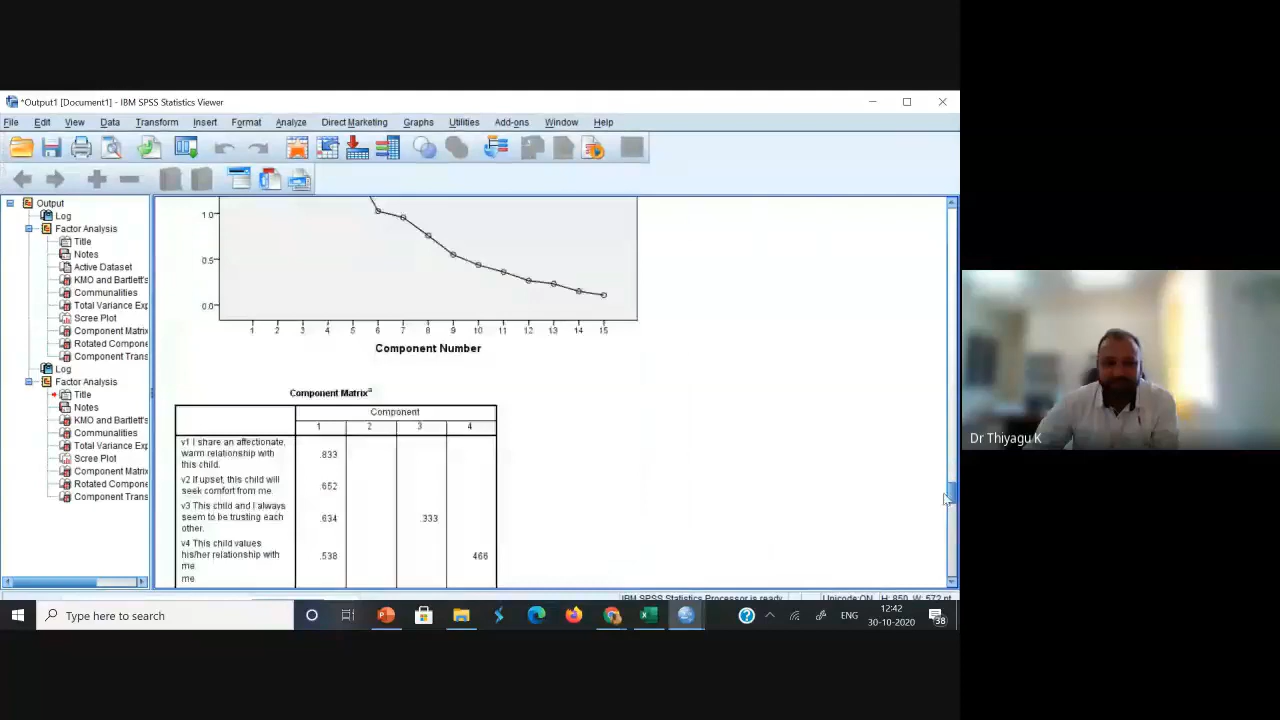 *Output1 [Document1] - IBM SPSS Statistics Viewer
File Edit View Data Transform Insert Format Analyze Direct Marketing Graphs Utilities Add-ons Window Help
Output
Log
Factor Analysis
Title
Notes
Active Dataset
KMO and Bartlett's
Communalities
Total Variance Exp
Scree Plot
Component Matrix
Rotated Compone
Component Trans
Log
Factor Analysis
Title
Notes
KMO and Bartlett's
Communalities
Total Variance Exp
Scree Plot
Component Matrix
Rotated Compone
Component Trans
1.0
0.5
0.0
1 2 3 4 5 6 7 8 9 10 11 12 13 14 15
Component Number
Component Matrixa
Component
1 2 3 4
v1 I share an affectionate,
warm relationship with
this child.
.833
v2 If upset, this child will
seek comfort from me.
.652
v3 This child and I always
seem to be trusting each
other.
.634 .333
v4 This child values
his/her relationship with
me
me
.538 .466
IBM SPSS Statistics Processor is ready
Unicode:ON H: 850, W: 572 pt
Type here to search
ENG
12:42
30-10-2020
38
Dr Thiyagu K